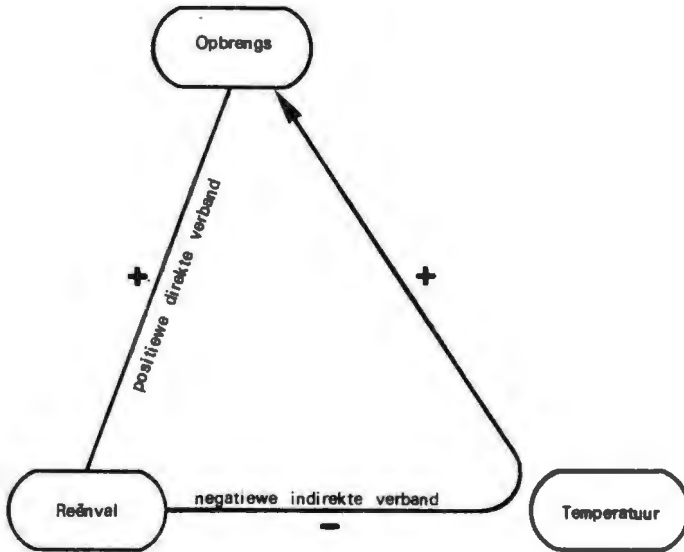 Opbrengs
+
positiewe direkte verband
+
Reënval
negatiewe indirekte verband
-
Temperatuur